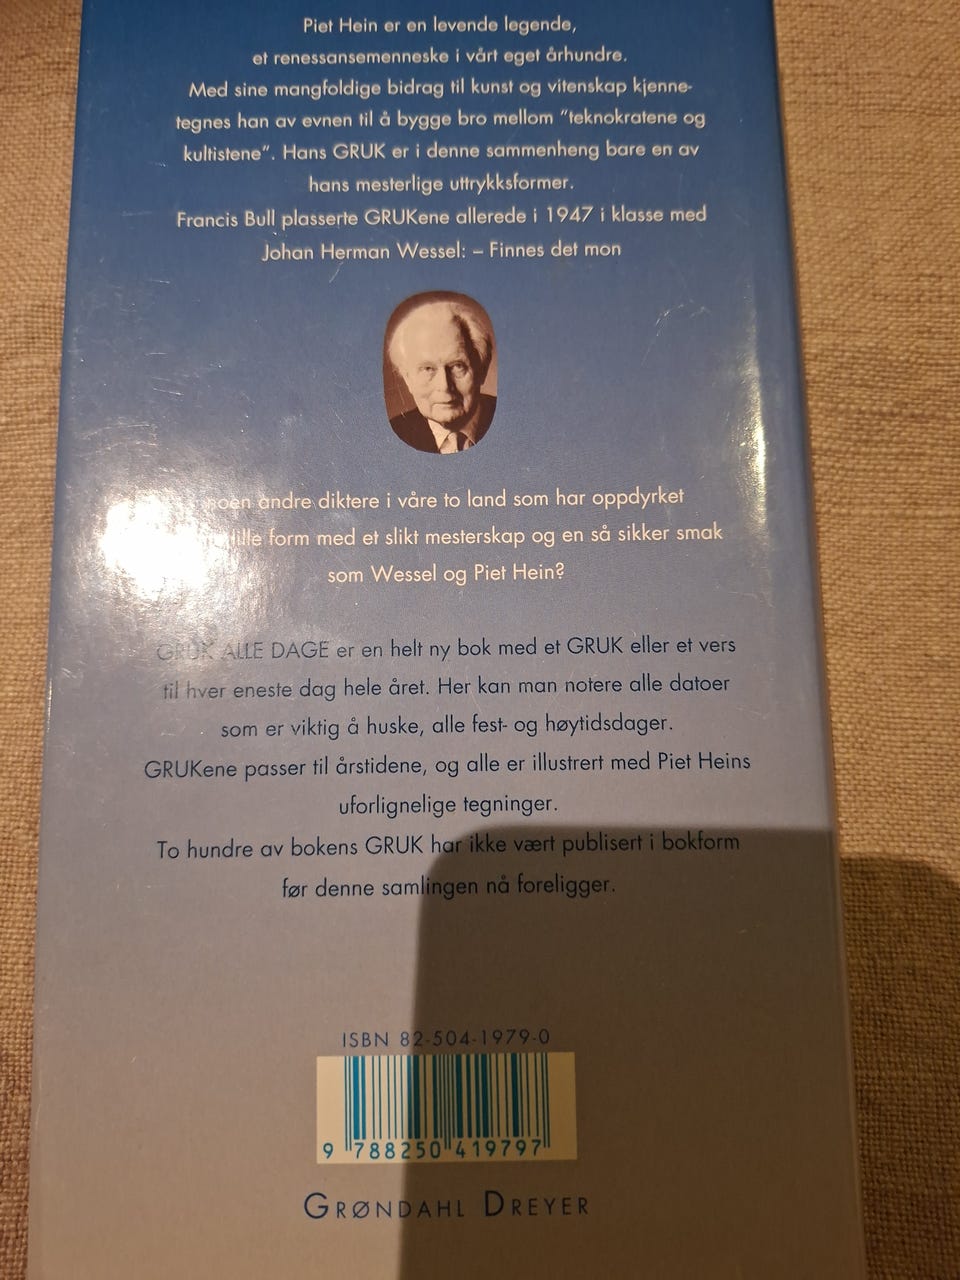 Piet Hein er en levende legende,
et renessansemenneske i vårt eget århundre.
Med sine mangfoldige bidrag til kunst og vitenskap kjenne-
tegnes han av evnen til å bygge bro mellom "teknokratene og
kultistene". Hans GRUK er i denne sammenheng bare en av
hans mesterlige uttrykksformer.
Francis Bull plasserte GRUKene allerede i 1947 i klasse med
Johan Herman Wessel: – Finnes det mon
noen andre diktere i våre to land som har oppdyrket
lille form med et slikt mesterskap og en så sikker smak
som Wessel og Piet Hein?
GRUK ALLE DAGE er en helt ny bok med et GRUK eller et vers
til hver eneste dag hele året. Her kan man notere alle datoer
som er viktig å huske, alle fest- og høytidsdager.
GRUKene passer til årstidene, og alle er illustrert med Piet Heins
uforlignelige tegninger.
To hundre av bokens GRUK har ikke vært publisert i bokform
før denne samlingen nå foreligger.
ISBN 82-504-1979-0
9 788250 419797
GRØNDAHL DREYER